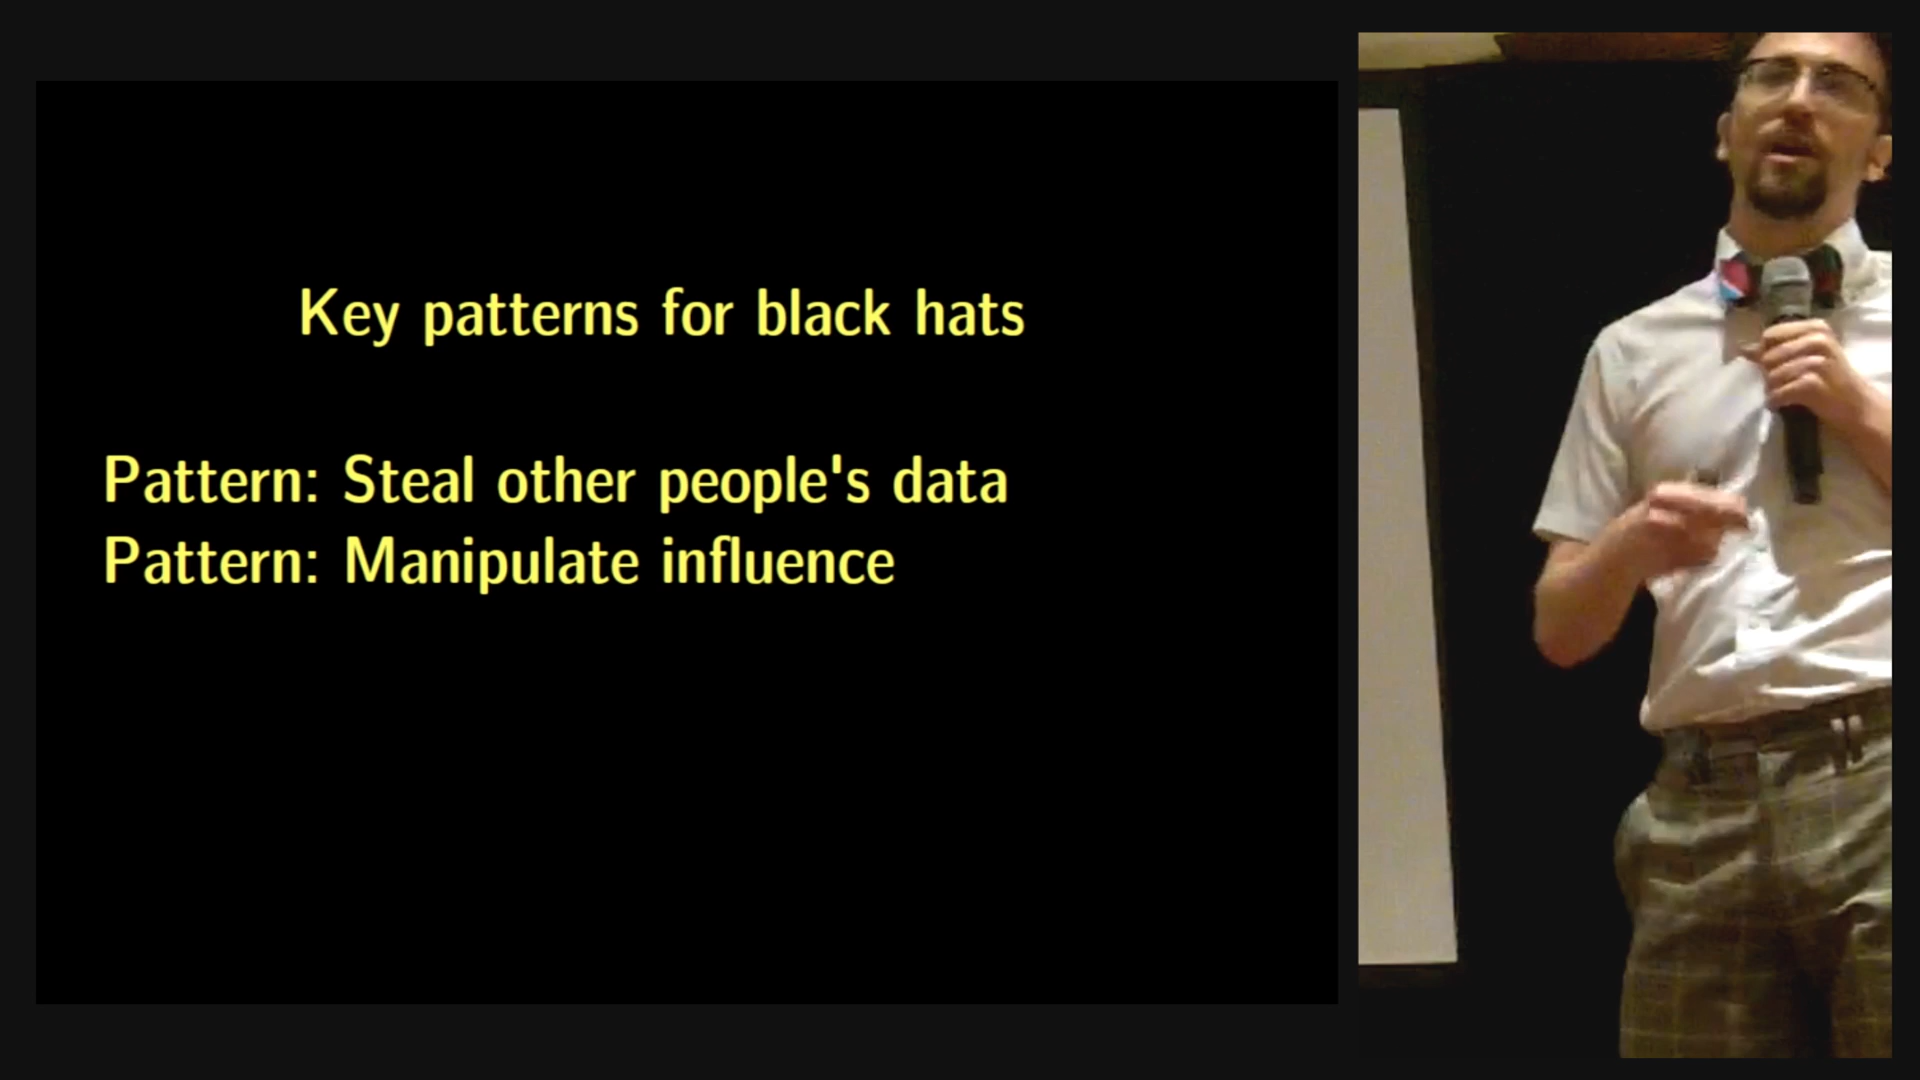 Key patterns for black hats
Pattern: Steal other people's data
Pattern: Manipulate influence